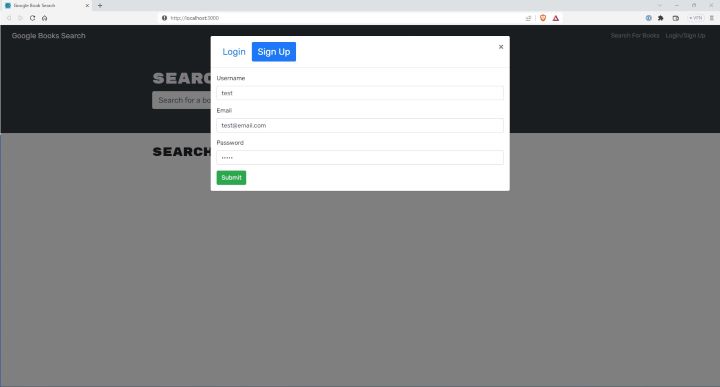 Google Book Search
http://localhost:3000
VPN
Google Books Search
Search For Books
Login/Sign Up
Login
Sign Up
×
SEARCH
Search for a bo
Username
test
Email
test@email.com
Password
•••••
Submit
SEARCH